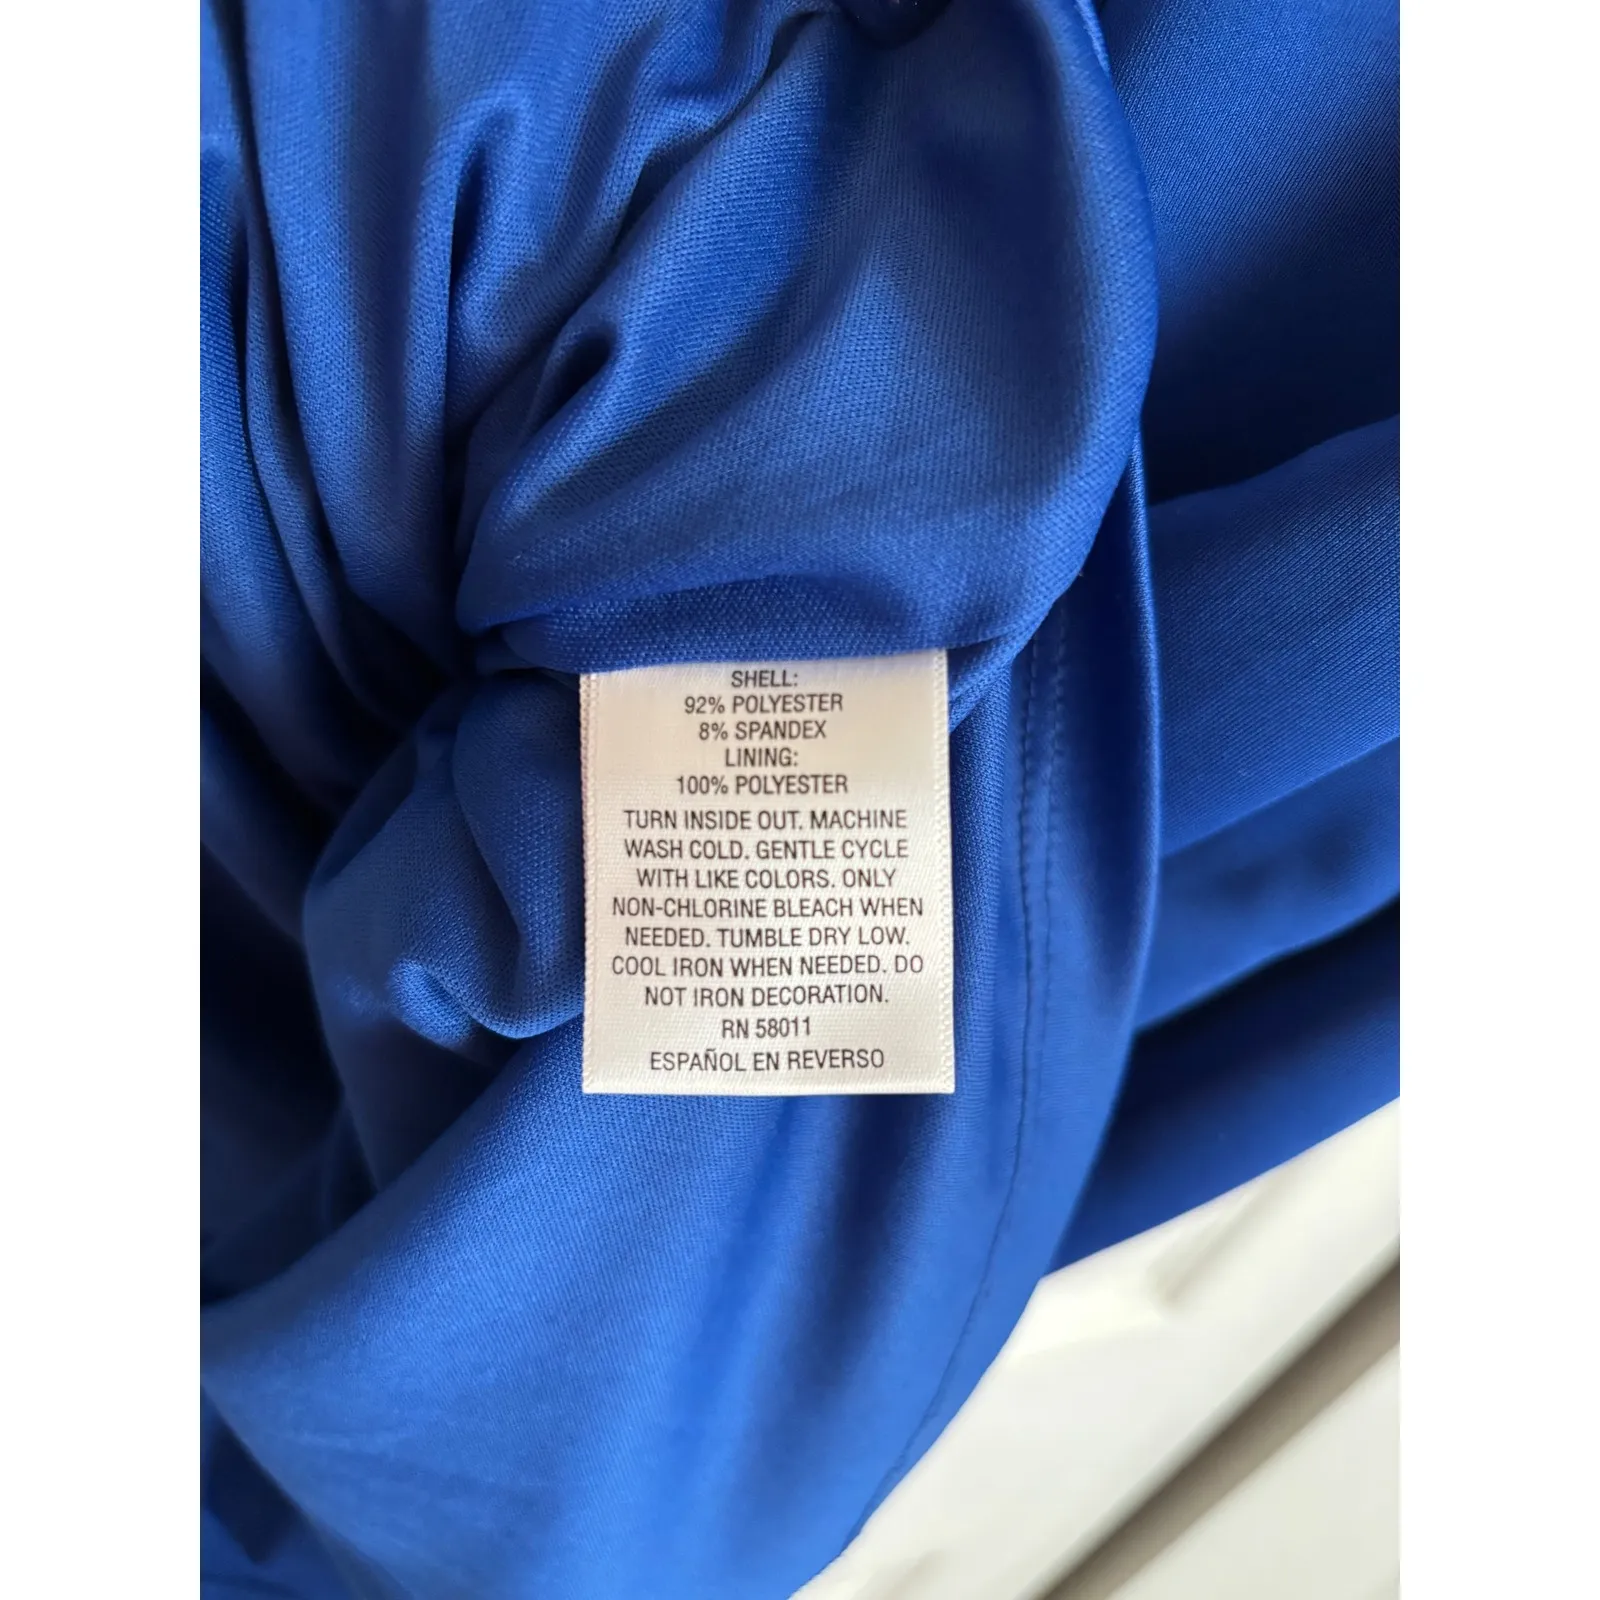 SHELL:
92% POLYESTER
8% SPANDEX
LINING:
100% POLYESTER
TURN INSIDE OUT. MACHINE
WASH COLD. GENTLE CYCLE
WITH LIKE COLORS. ONLY
NON-CHLORINE BLEACH WHEN
NEEDED. TUMBLE DRY LOW.
COOL IRON WHEN NEEDED. DO
NOT IRON DECORATION.
RN 58011
ESPAÑOL EN REVERSO